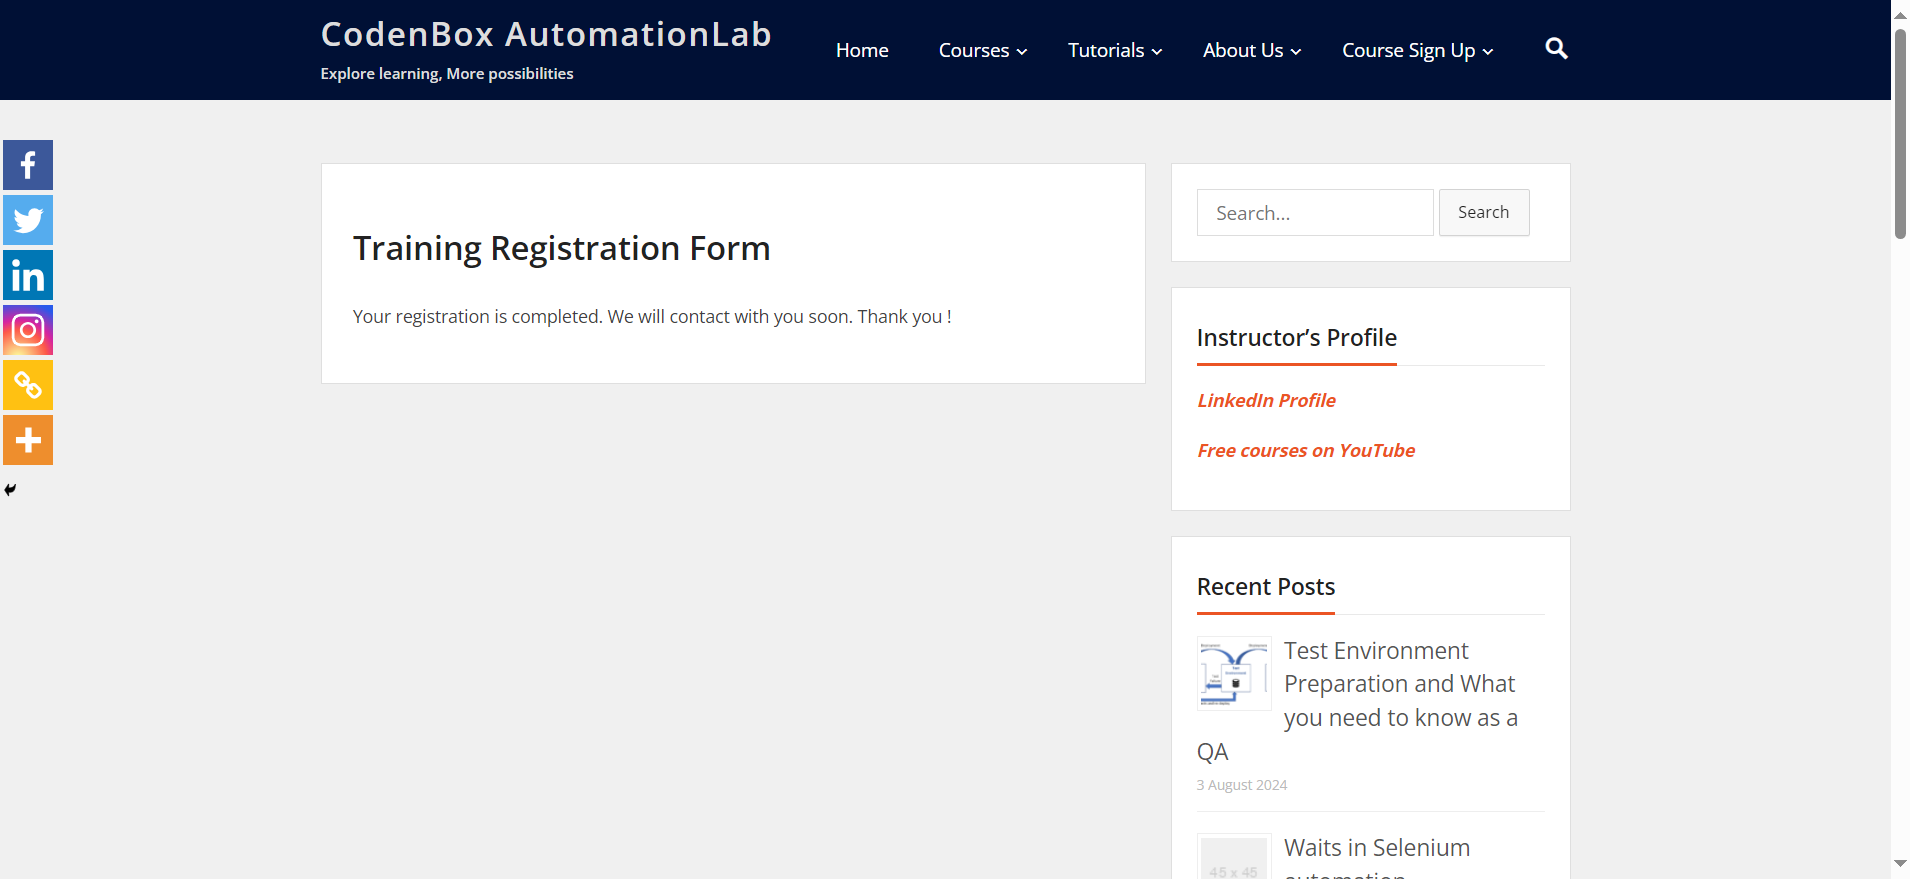 CodenBox AutomationLab
Explore learning, More possibilities
Home
Courses
Tutorials
About Us
Course Sign Up
Training Registration Form
Your registration is completed. We will contact with you soon. Thank you !
Search...
Search
Instructor’s Profile
LinkedIn Profile
Free courses on YouTube
Recent Posts
Test Environment
Preparation and What
you need to know as a
QA
3 August 2024
45 x 45
Waits in Selenium
automation